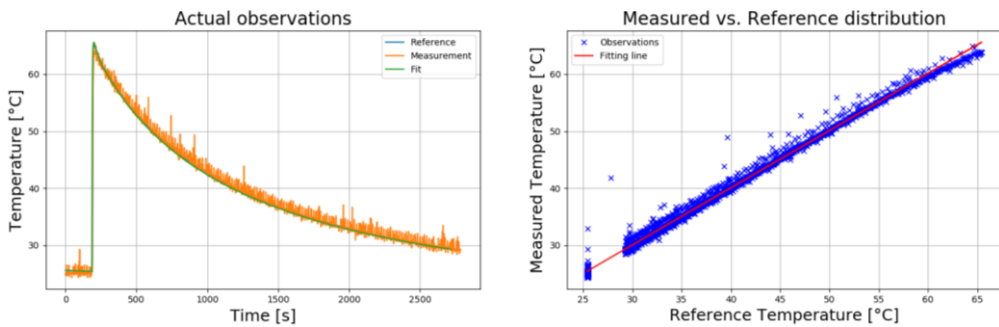 Actual observations
Temperature [°C]
60
50
40
30
0
500
1000
1500
2000
2500
Time [s]
Reference
Measurement
Fit
Measured vs. Reference distribution
Measured Temperature [°C]
60
50
40
30
25
30
35
40
45
50
55
60
65
Reference Temperature [°C]
Observations
Fitting line